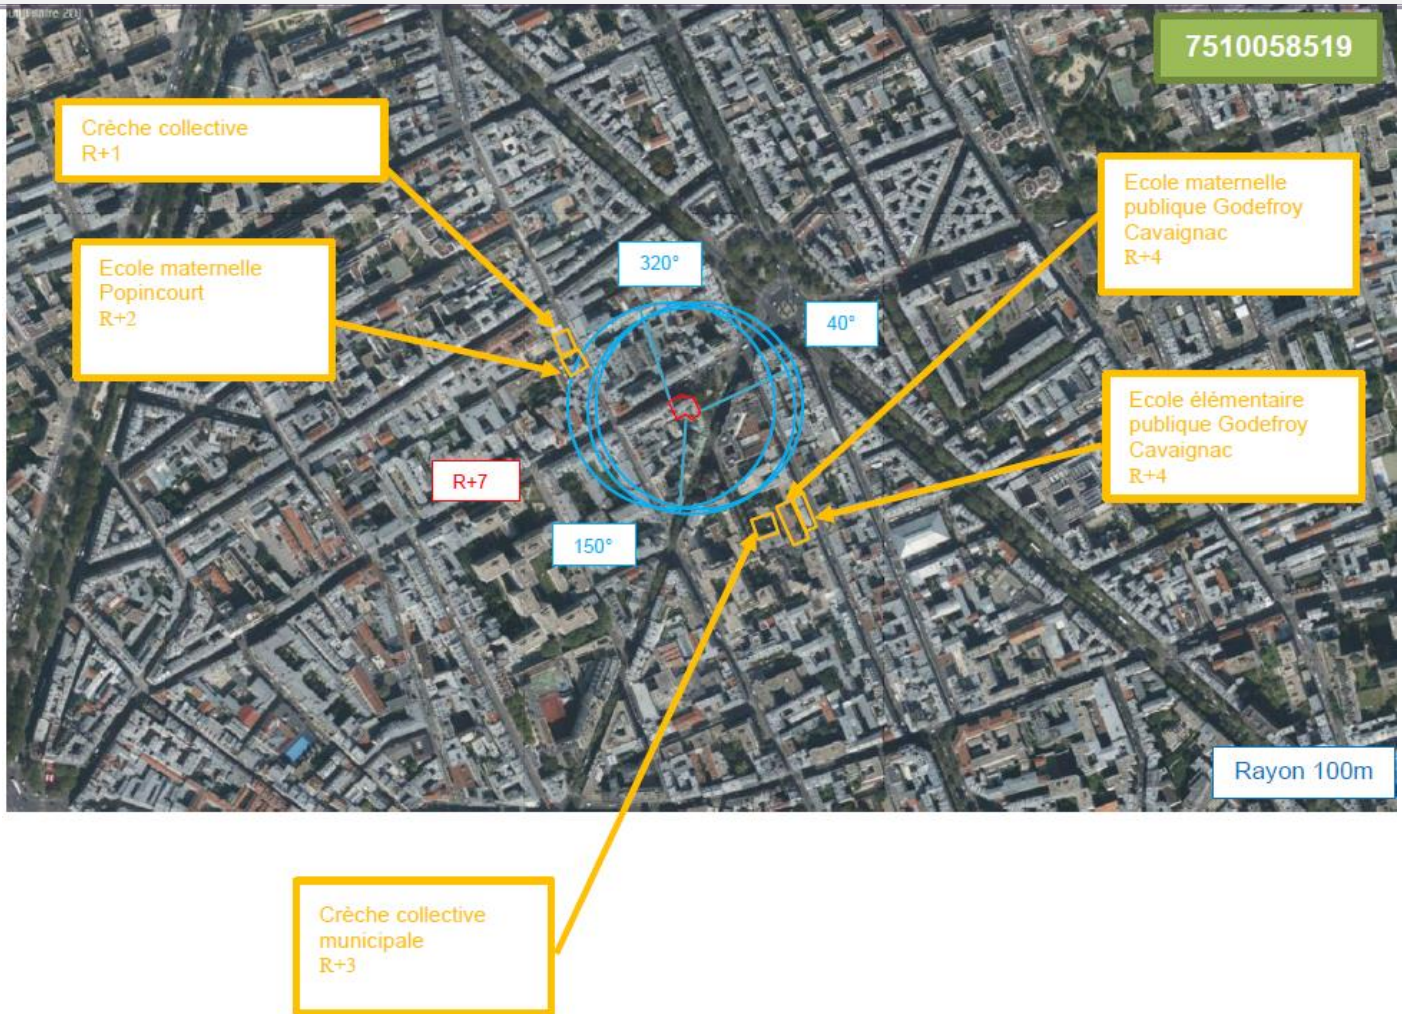 7510058519
Crèche collective
R+1
Ecole maternelle
publique Godefroy
Cavaignac
R+4
Ecole maternelle
Popincourt
R+2
320°
40°
Ecole élémentaire
publique Godefroy
Cavaignac
R+4
R+7
150°
Rayon 100m
Crèche collective
municipale
R+3